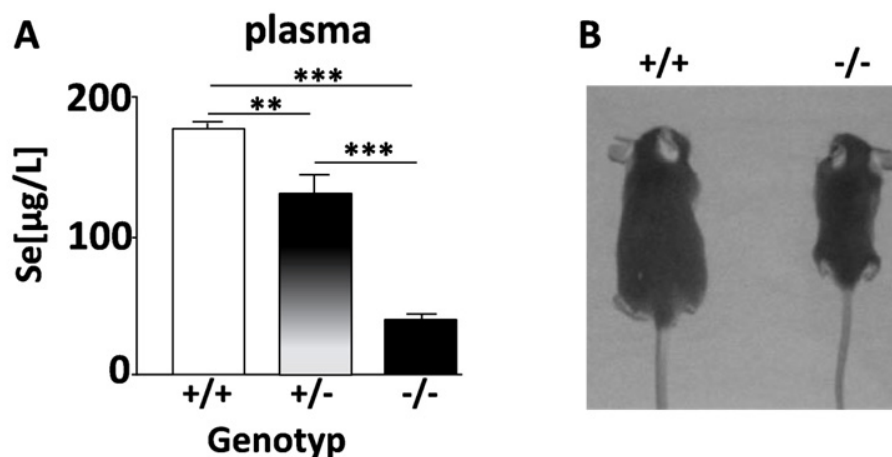 A
plasma
***
**
***
200
100
0
Se[µg/L]
+/+
+/-
-/-
Genotyp
B
+/+
-/-